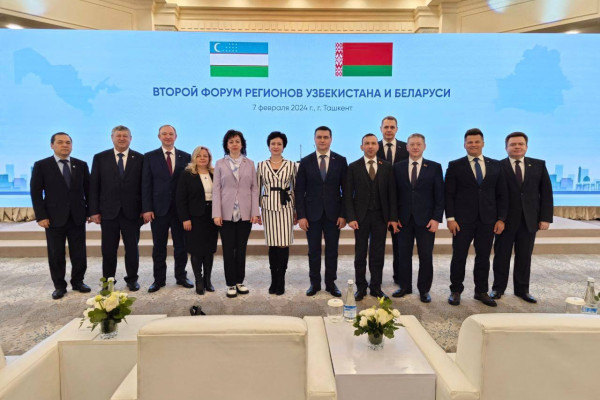 ВТОРОЙ ФОРУМ РЕГИОНОВ УЗБЕКИСТАНА И БЕЛАРУСИ
7 февраля 2024 г., г. Ташкент